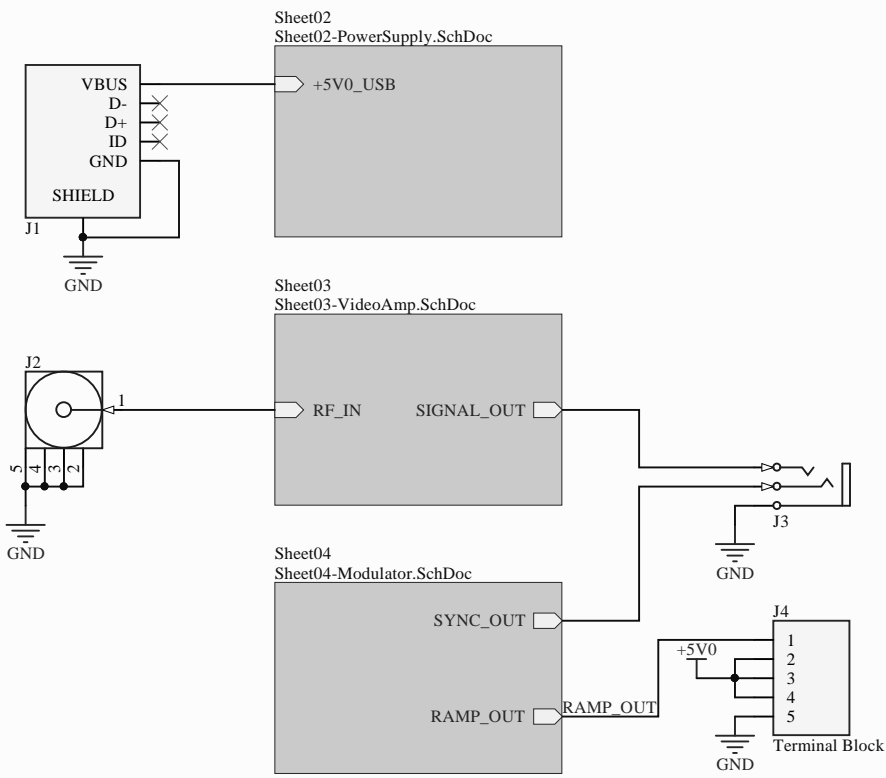 Sheet02
Sheet02-PowerSupply.SchDoc
VBUS
+5V0_USB
D-
D+
ID
GND
SHIELD
J1
GND
Sheet03
Sheet03-VideoAmp.SchDoc
J2
1
RF_IN
SIGNAL_OUT
5
4
3
2
GND
J3
GND
Sheet04
Sheet04-Modulator.SchDoc
SYNC_OUT
J4
1
+5V0
2
3
4
RAMP_OUT
RAMP_OUT
5
GND
Terminal Block